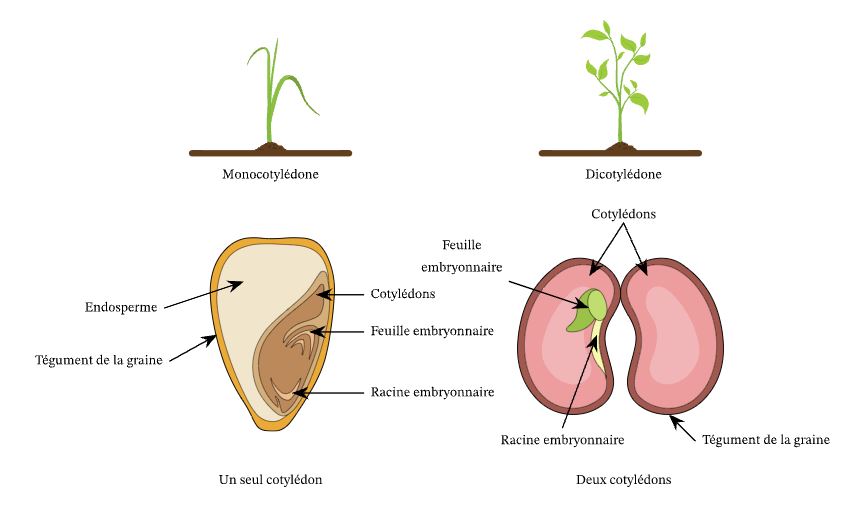 Monocotylédone
Dicotylédone
Cotylédons
Feuille
embryonnaire
Endosperme
Cotylédons
Feuille embryonnaire
Tégument de la graine
Racine embryonnaire
Racine embryonnaire
Tégument de la graine
Un seul cotylédon
Deux cotylédons